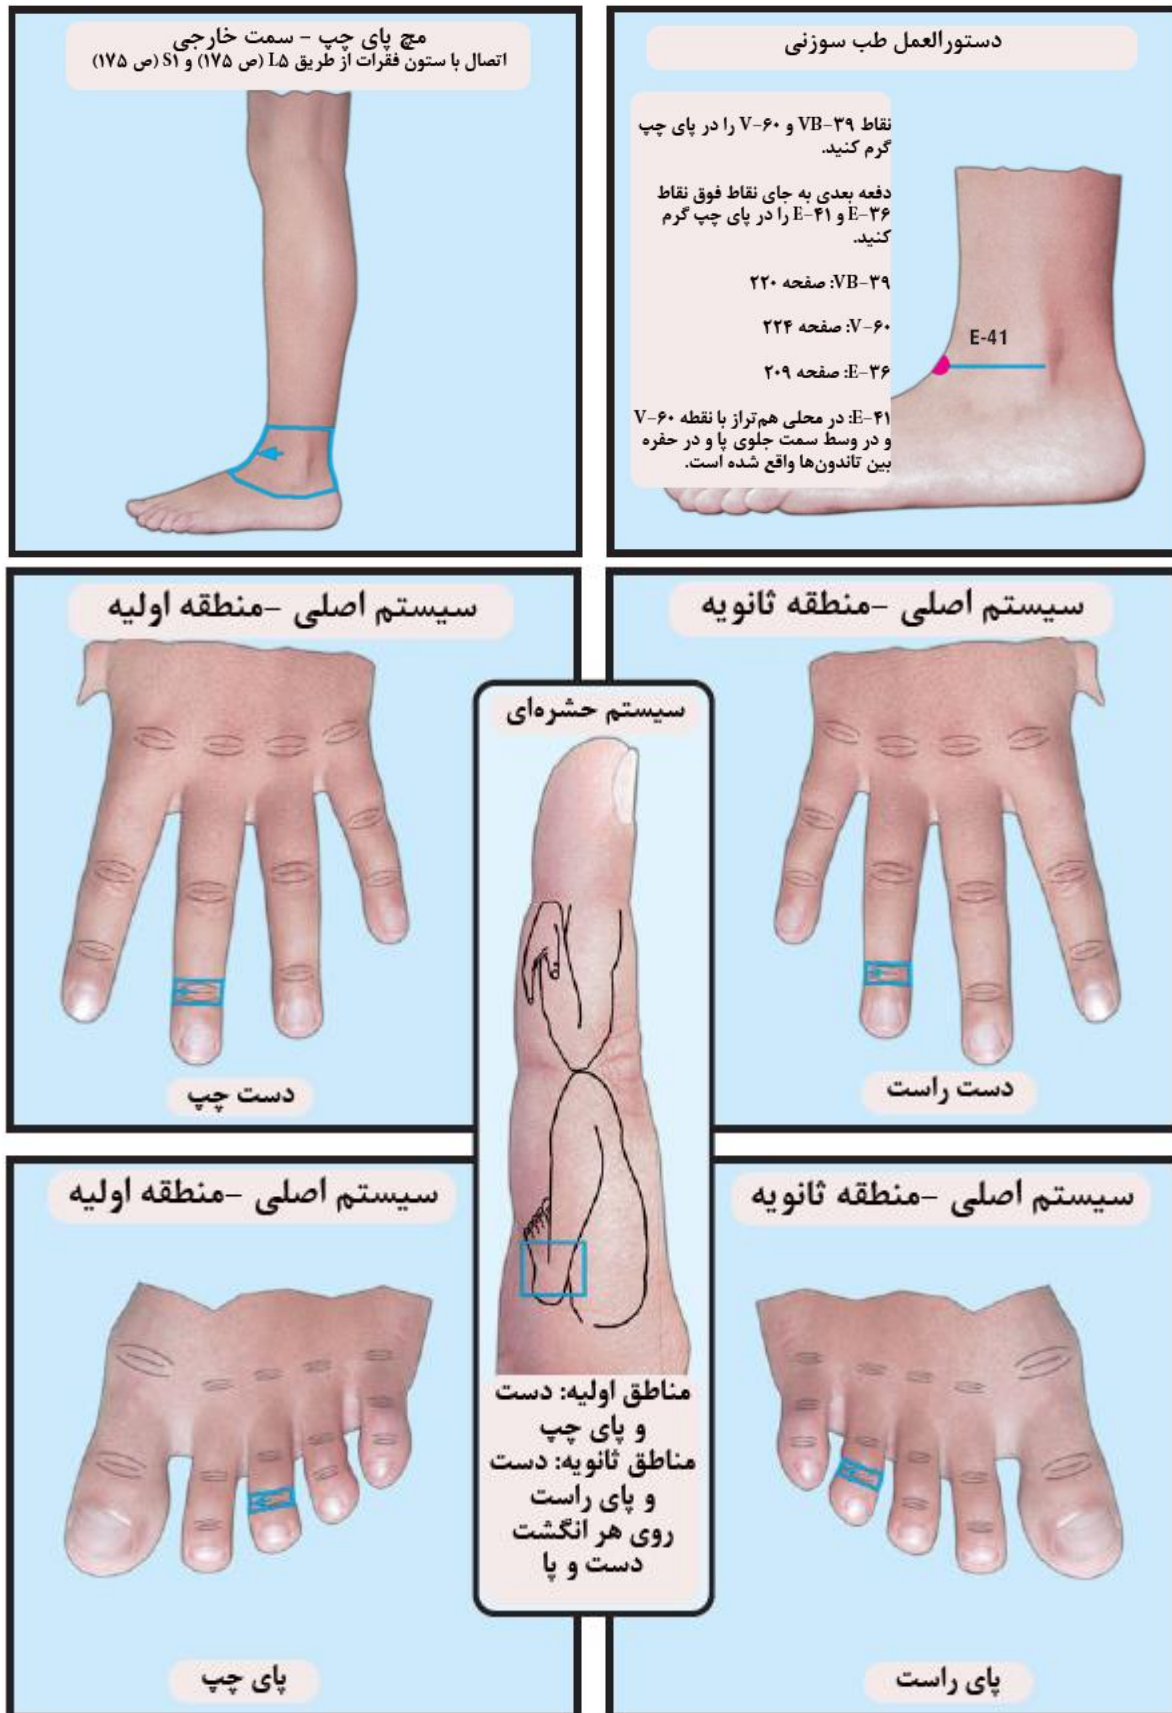 دستورالعمل طب سوزنی
نقاط VB-۳۹ و V-۶۰ را در پای چپ
گرم کنید.
دفعه بعدی به جای نقاط فوق نقاط
E-۳۶ و E-۴۱ را در پای چپ گرم
کنید.
VB-۳۹: صفحه ۲۲۰
V-۶۰: صفحه ۲۲۴
E-۳۶: صفحه ۲۰۹
E-۴۱: در محلی هم‌تراز با نقطه V-۶۰
و در وسط سمت جلوی پا و در حفره
بین تاندون‌ها واقع شده است.
E-41
مچ پای چپ - سمت خارجی
اتصال با ستون فقرات از طریق L۵ (ص ۱۷۵) و S۱ (ص ۱۷۵)
سیستم اصلی -منطقه ثانویه
دست راست
سیستم اصلی -منطقه اولیه
دست چپ
سیستم حشره‌ای
مناطق اولیه: دست
و پای چپ
مناطق ثانویه: دست
و پای راست
روی هر انگشت
دست و پا
سیستم اصلی -منطقه ثانویه
پای راست
سیستم اصلی -منطقه اولیه
پای چپ